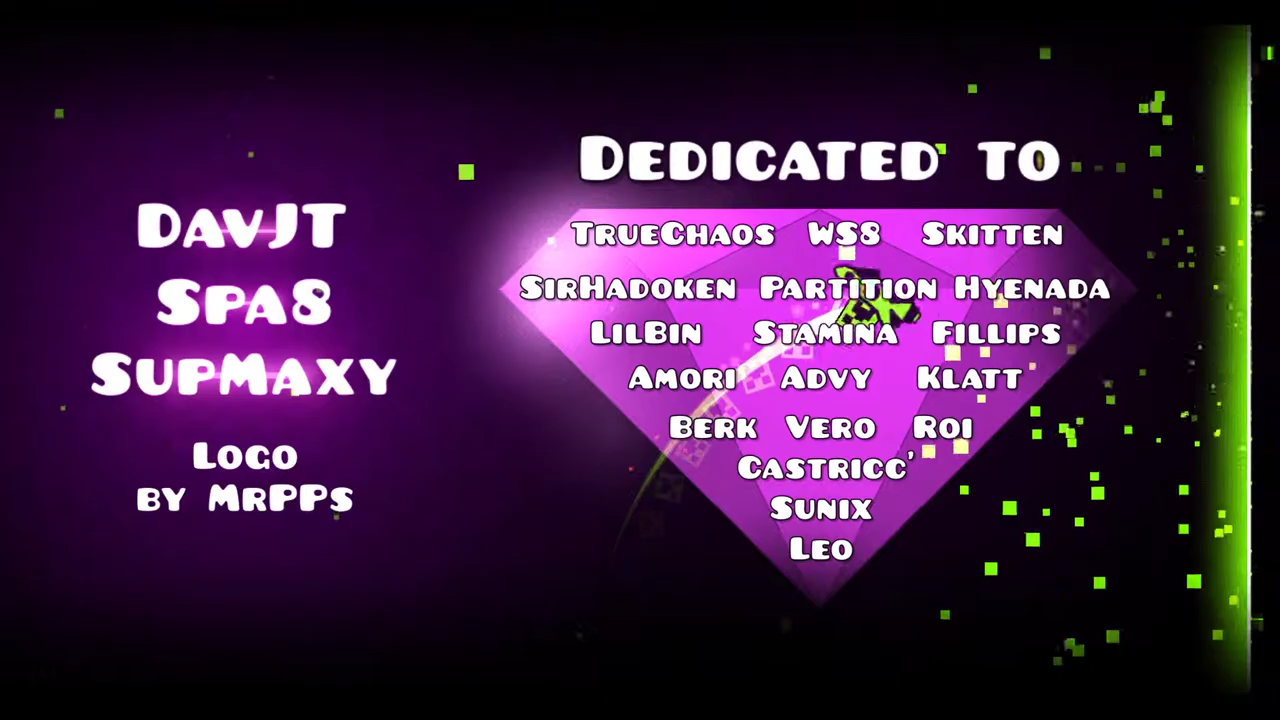 DavJT
Spa8
SupMaxy
Logo
by MrPPs
Dedicated to
TrueChaos WS8 Skitten
SirHadoken Partition Hyenada
LilBin Stamina Fillips
Amori Advy Klatt
Berk Vero Roi
Castricc'
Sunix
Leo